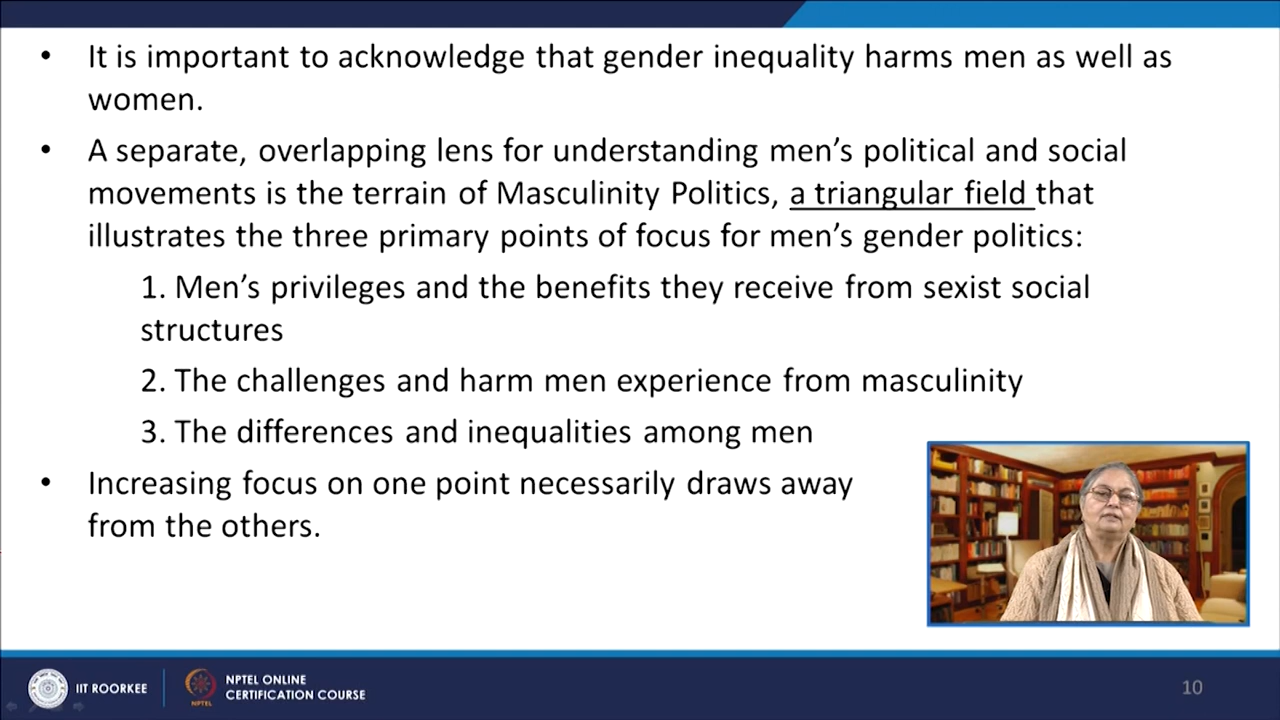 • It is important to acknowledge that gender inequality harms men as well as
women.
• A separate, overlapping lens for understanding men’s political and social
movements is the terrain of Masculinity Politics, a triangular field that
illustrates the three primary points of focus for men’s gender politics:
1. Men’s privileges and the benefits they receive from sexist social
structures
2. The challenges and harm men experience from masculinity
3. The differences and inequalities among men
• Increasing focus on one point necessarily draws away
from the others.
IIT ROORKEE
NPTEL
NPTEL ONLINE
CERTIFICATION COURSE
10